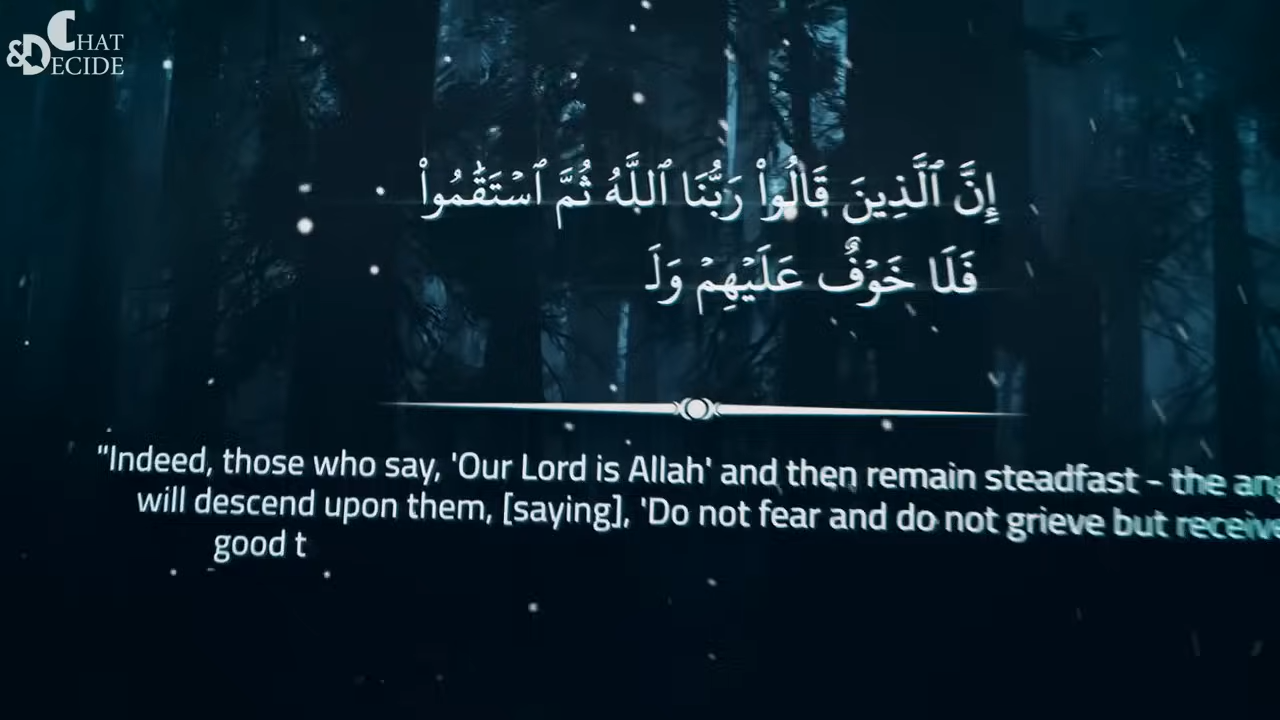 CHAT
&DECIDE
إِنَّ ٱلَّذِينَ قَالُواْ رَبُّنَا ٱللَّهُ ثُمَّ ٱسۡتَقَٰمُواْ
فَلَا خَوۡفٌ عَلَيۡهِمۡ وَلَ
"Indeed, those who say, 'Our Lord is Allah' and then remain steadfast - the ang
will descend upon them, [saying], 'Do not fear and do not grieve but receive
good t